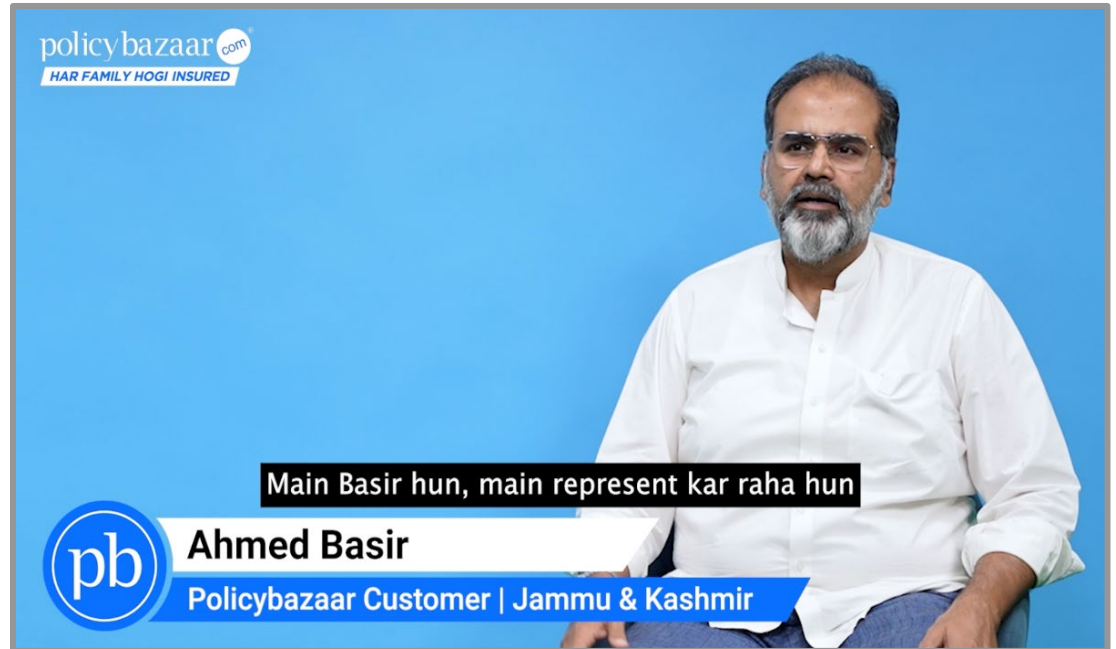 policybazaar com
HAR FAMILY HOGI INSURED
Main Basir hun, main represent kar raha hun
pb
Ahmed Basir
Policybazaar Customer | Jammu & Kashmir